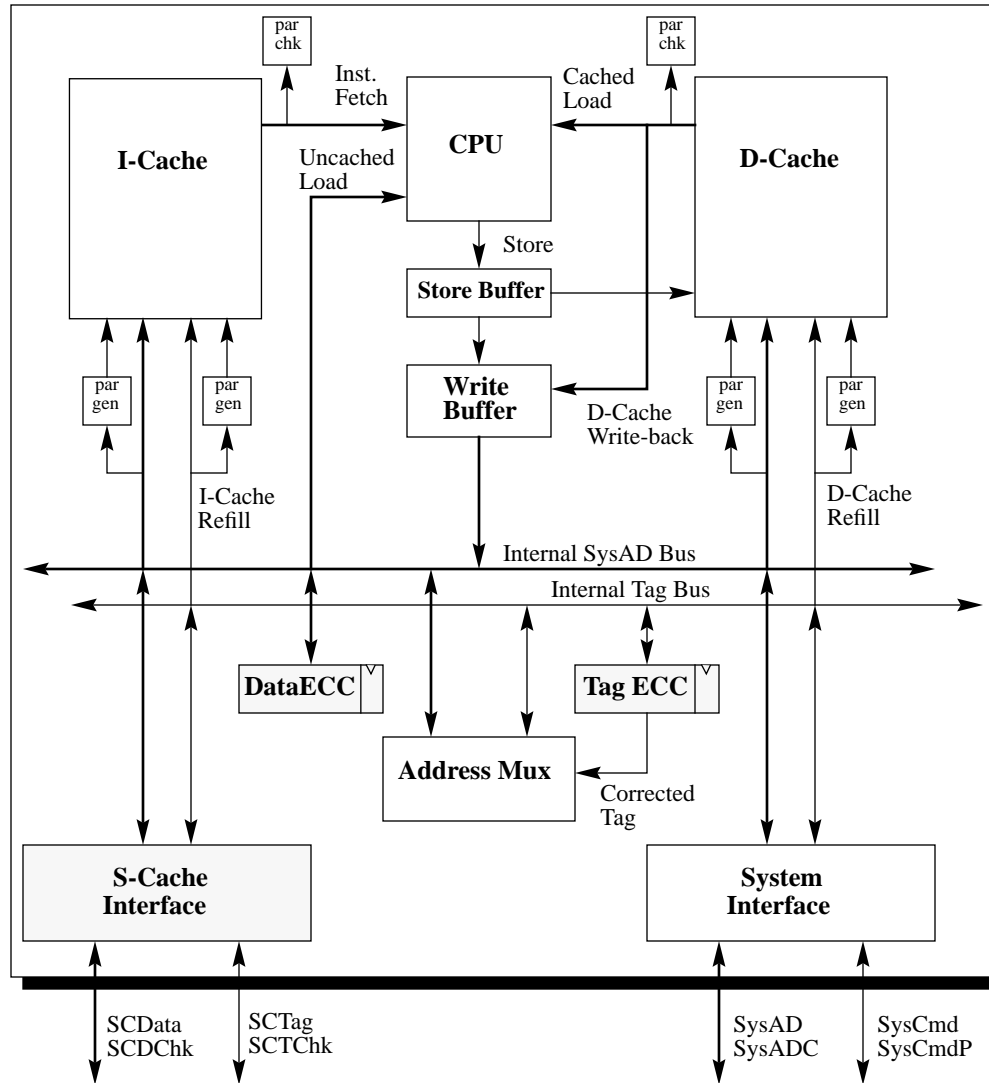 par
chk
par
chk
Inst.
Fetch
Cached
Load
I-Cache
CPU
D-Cache
Uncached
Load
Store
Store Buffer
Write
Buffer
par
gen
par
gen
par
gen
par
gen
D-Cache
Write-back
I-Cache
Refill
D-Cache
Refill
Internal SysAD Bus
Internal Tag Bus
DataECC
Tag ECC
Address Mux
Corrected
Tag
S-Cache
Interface
System
Interface
SCData
SCDChk
SCTag
SCTChk
SysAD
SysADC
SysCmd
SysCmdP